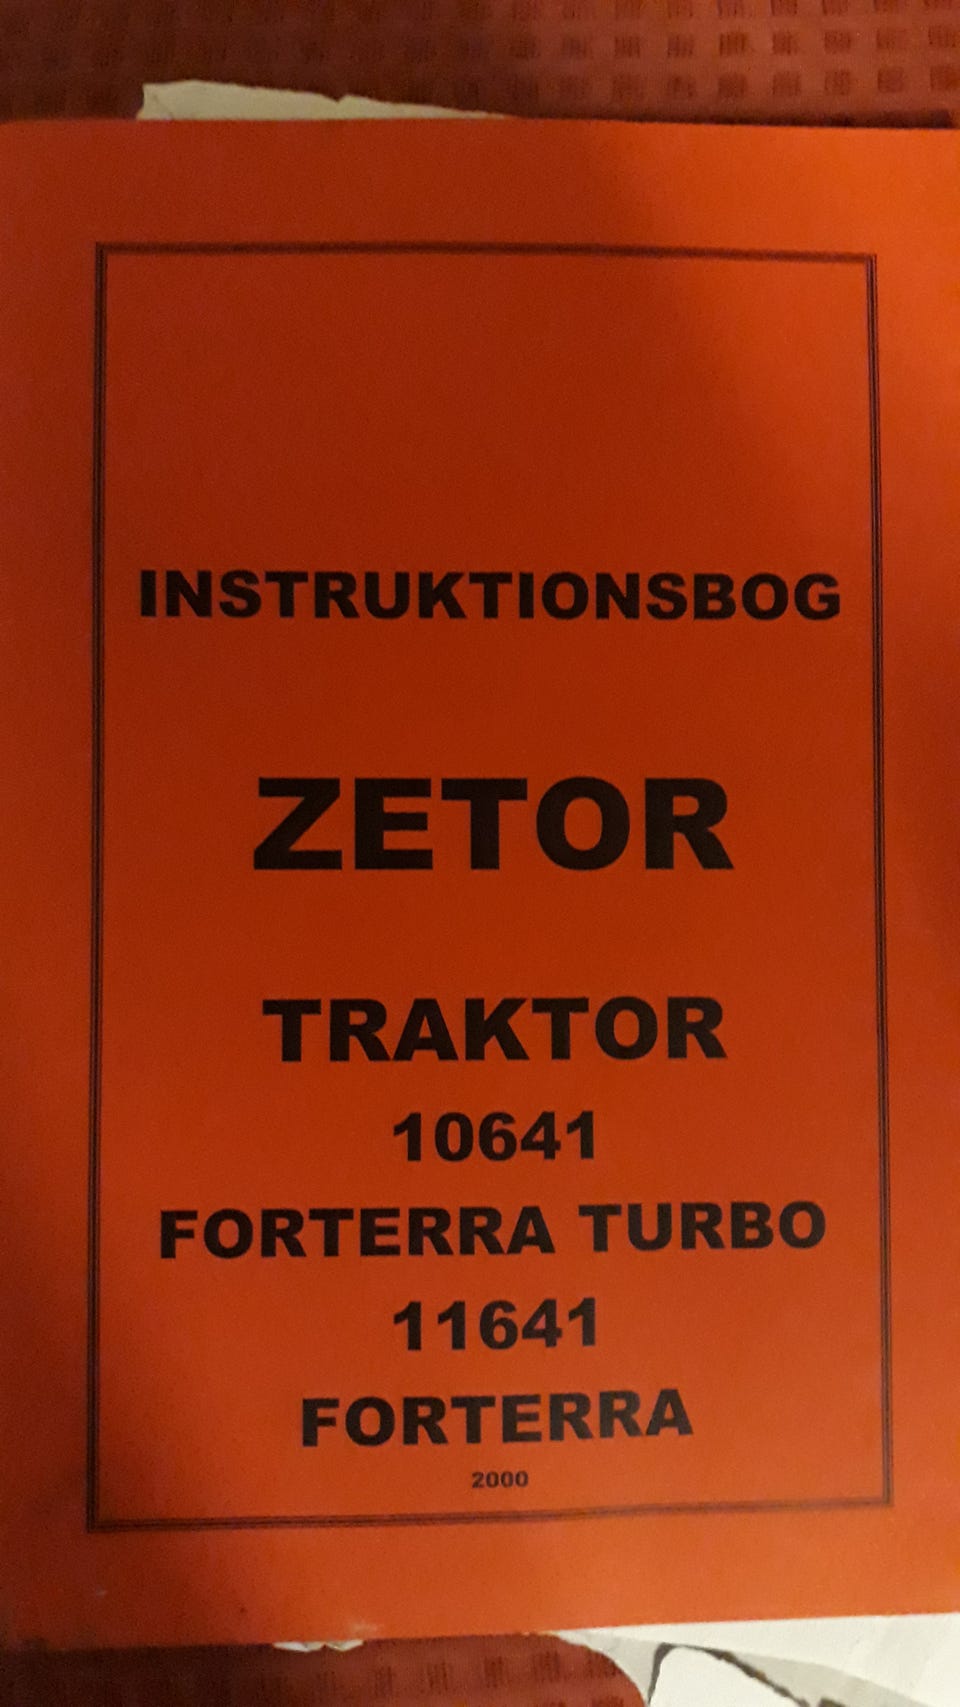 INSTRUKTIONSBOG
ZETOR
TRAKTOR
10641
FORTERRA TURBO
11641
FORTERRA
2000